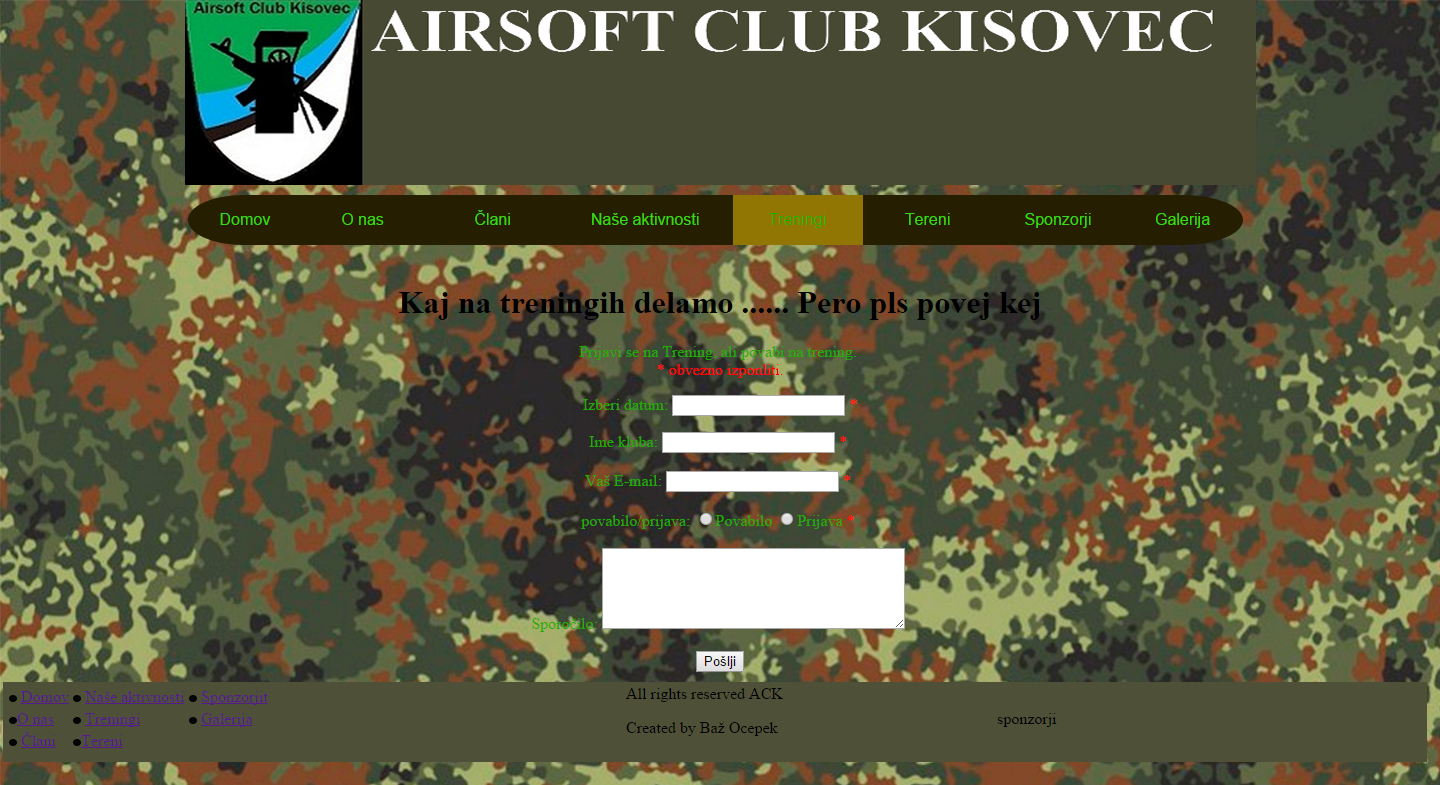 Airsoft Club Kisovec
AIRSOFT CLUB KISOVEC
Domov O nas Člani Naše aktivnosti Treningi Tereni Sponzorji Galerija
Kaj na treningih delamo ...... Pero pls povej kej
Prijavi se na Trening, ali povabi na trening.
* obvezno izponliti.
Izberi datum: *
Ime kluba: *
Vaš E-mail: *
povabilo/prijava: Povabilo Prijava *
Sporočilo:
Pošlji
Domov Naše aktivnosti Sponzorjit
O nas Treningi Galerija
Člani Tereni
All rights reserved ACK
Created by Baž Ocepek
sponzorji